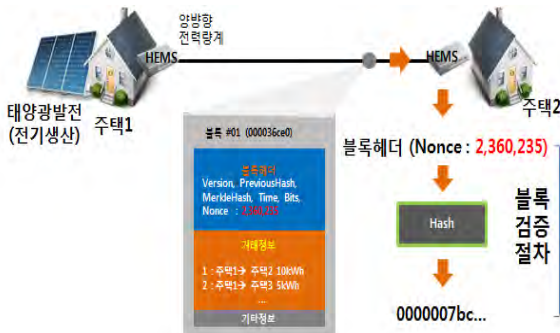 양방향
전력량계
HEMS
HEMS
태양광발전
(전기생산)
주택1
주택2
블록 #01 (000036ce0)
블록헤더
Version, PreviousHash,
MerkleHash, Time, Bits,
Nonce : 2,360,235
거래정보
1 : 주택1→ 주택2 10kWh
2 : 주택1→ 주택3 5kWh
...
기타정보
블록헤더 (Nonce : 2,360,235)
Hash
0000007bc...
블록
검증
절차